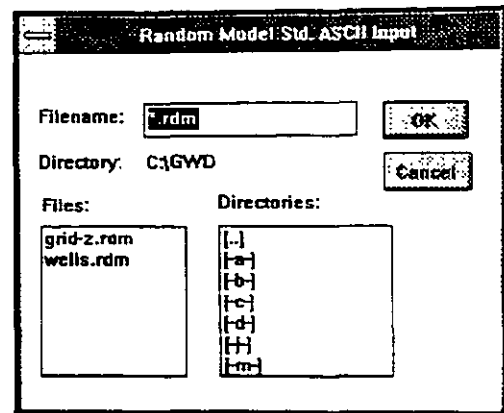 Random Model Std. ASCII Input
Filename: *.rdm OK
Directory: C:\GWD Cancel
Files: Directories:
grid-z.rdm [..]
wells.rdm [-a-]
[-b-]
[-c-]
[-d-]
[-j-]
[-m-]